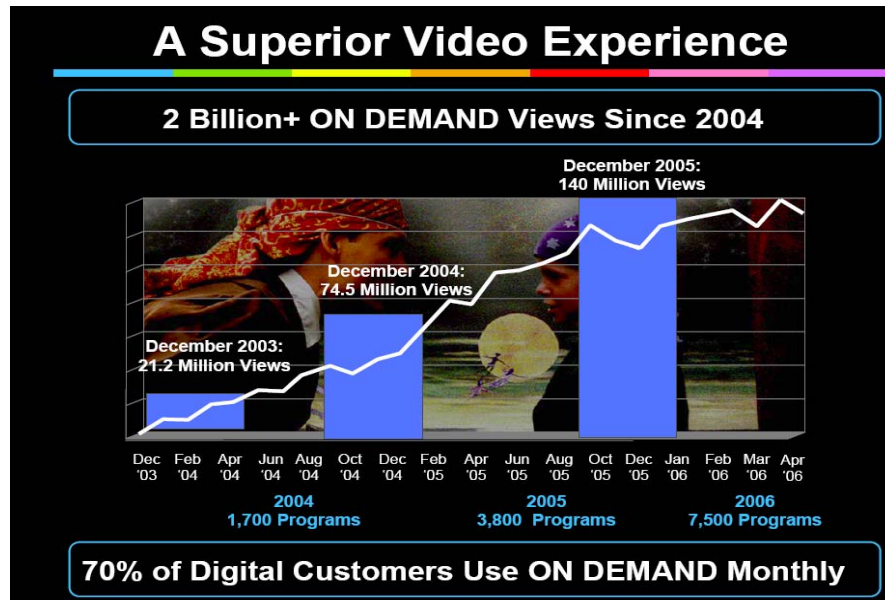 A Superior Video Experience
2 Billion+ ON DEMAND Views Since 2004
December 2005:
140 Million Views
December 2004:
74.5 Million Views
December 2003:
21.2 Million Views
Dec Feb Apr Jun Aug Oct Dec Feb Apr Jun Aug Oct Dec Jan Feb Mar Apr
'03 '04 '04 '04 '04 '04 '04 '05 '05 '05 '05 '05 '05 '06 '06 '06 '06
2004 2005 2006
1,700 Programs 3,800 Programs 7,500 Programs
70% of Digital Customers Use ON DEMAND Monthly